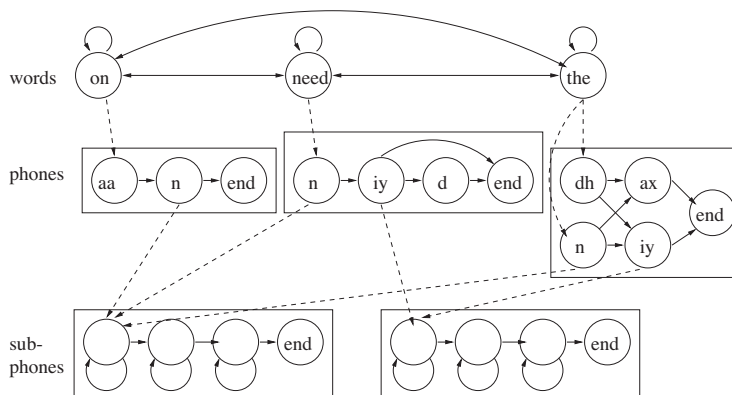 words on need the
phones aa n end n iy d end dh ax
end
n iy
sub-
phones end end